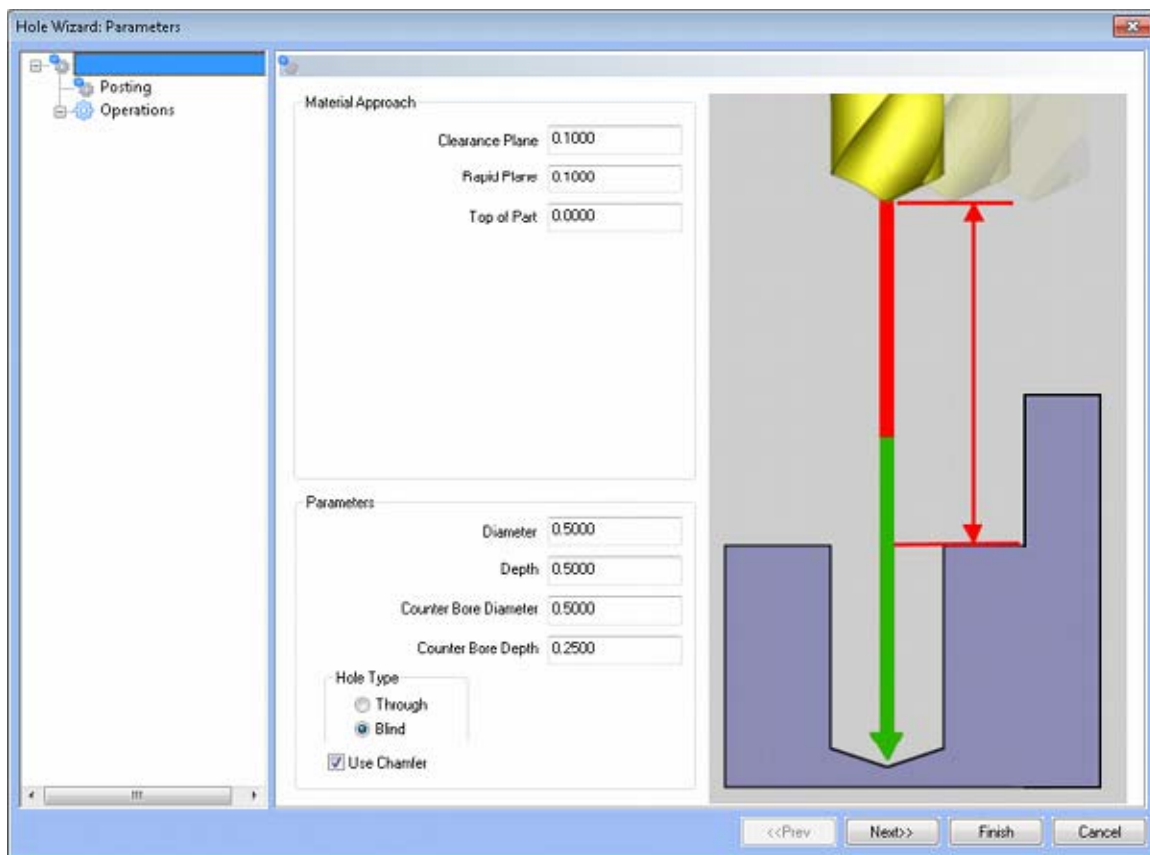 Hole Wizard: Parameters
Posting
Operations
Material Approach
Clearance Plane 0.1000
Rapid Plane 0.1000
Top of Part 0.0000
Parameters
Diameter 0.5000
Depth 0.5000
Counter Bore Diameter 0.5000
Counter Bore Depth 0.2500
Hole Type
Through
Blind
Use Chamfer
<<Prev Next>> Finish Cancel